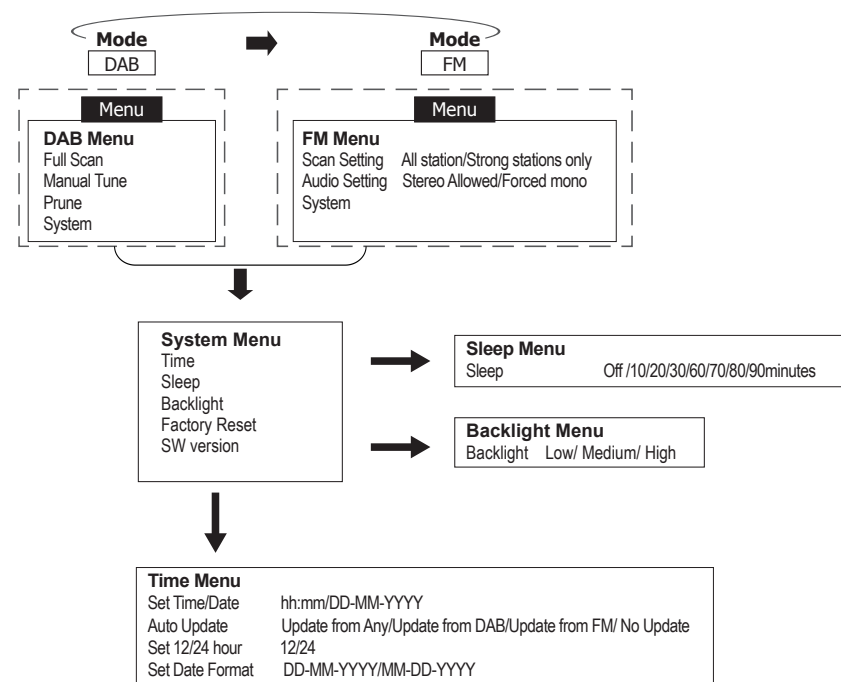 Mode
DAB
Mode
FM
Menu
DAB Menu
Full Scan
Manual Tune
Prune
System
Menu
FM Menu
Scan Setting All station/Strong stations only
Audio Setting Stereo Allowed/Forced mono
System
System Menu
Time
Sleep
Backlight
Factory Reset
SW version
Sleep Menu
Sleep Off /10/20/30/60/70/80/90minutes
Backlight Menu
Backlight Low/ Medium/ High
Time Menu
Set Time/Date hh:mm/DD-MM-YYYY
Auto Update Update from Any/Update from DAB/Update from FM/ No Update
Set 12/24 hour 12/24
Set Date Format DD-MM-YYYY/MM-DD-YYYY